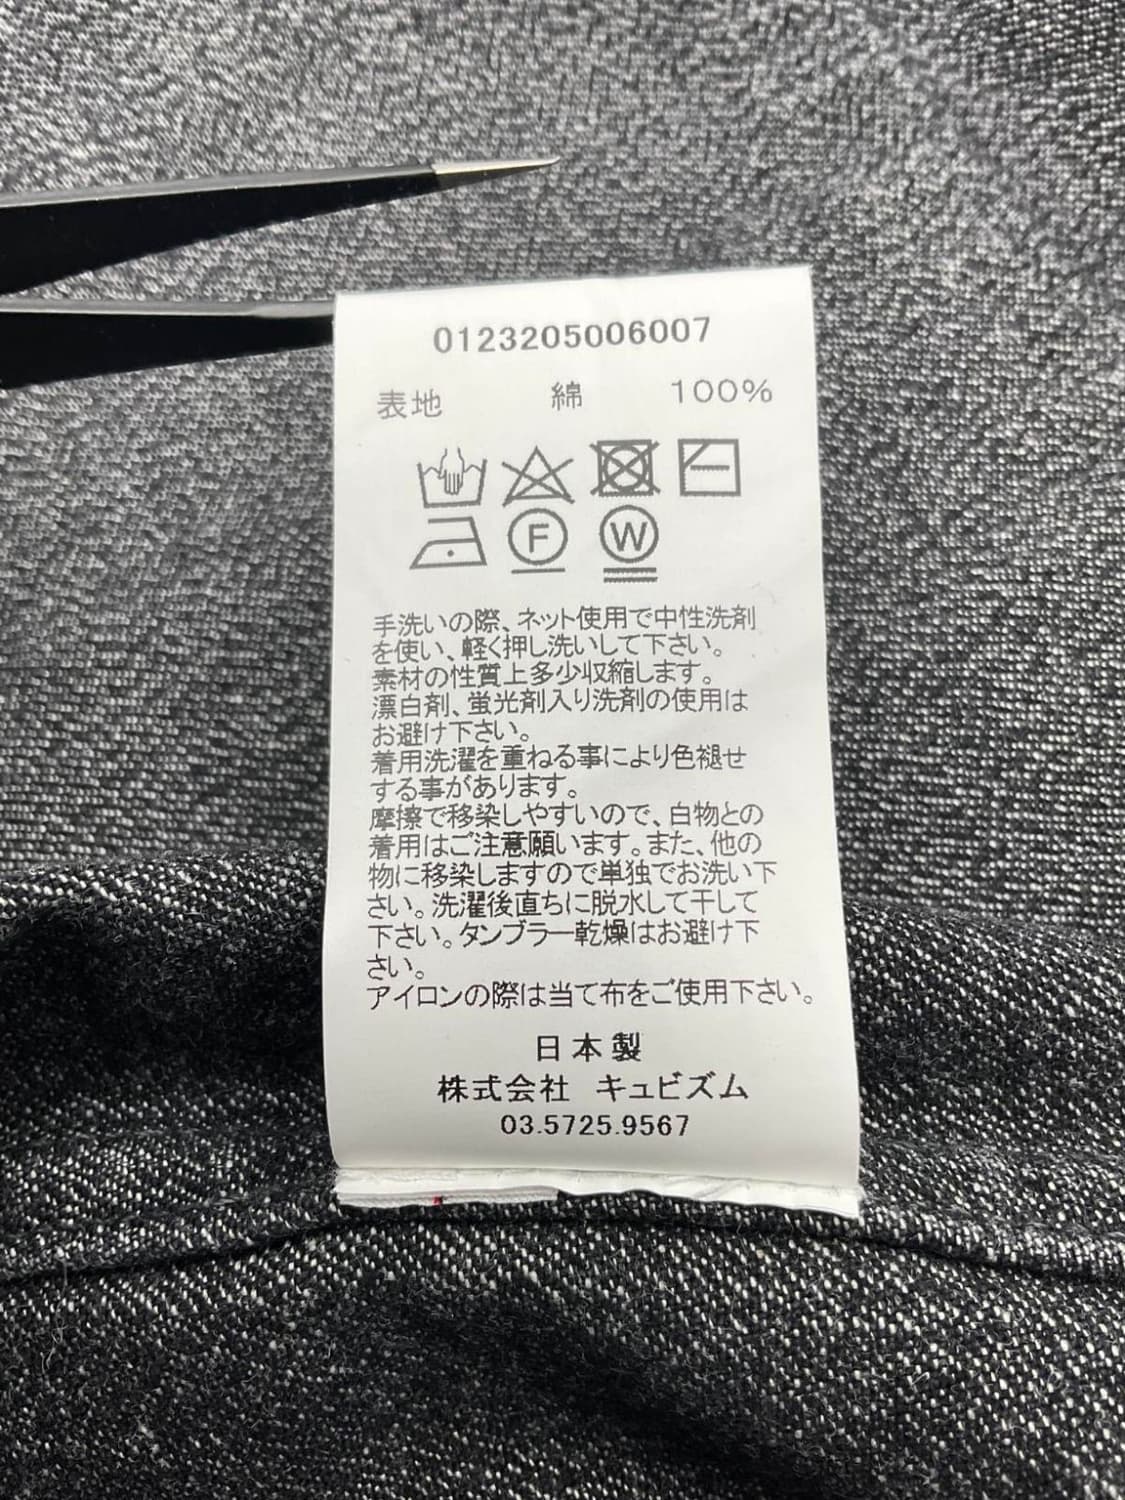 0123205006007
表地 綿 100%
F W
手洗いの際、ネット使用で中性洗剤
を使い、軽く押し洗いして下さい。
素材の性質上多少収縮します。
漂白剤、蛍光剤入り洗剤の使用は
お避け下さい。
着用洗濯を重ねる事により色褪せ
する事があります。
摩擦で移染しやすいので、白物との
着用はご注意願います。また、他の
物に移染しますので単独でお洗い下
さい。洗濯後直ちに脱水して干して
下さい。タンブラー乾燥はお避け下
さい。
アイロンの際は当て布をご使用下さい。
日本製
株式会社 キュビズム
03.5725.9567